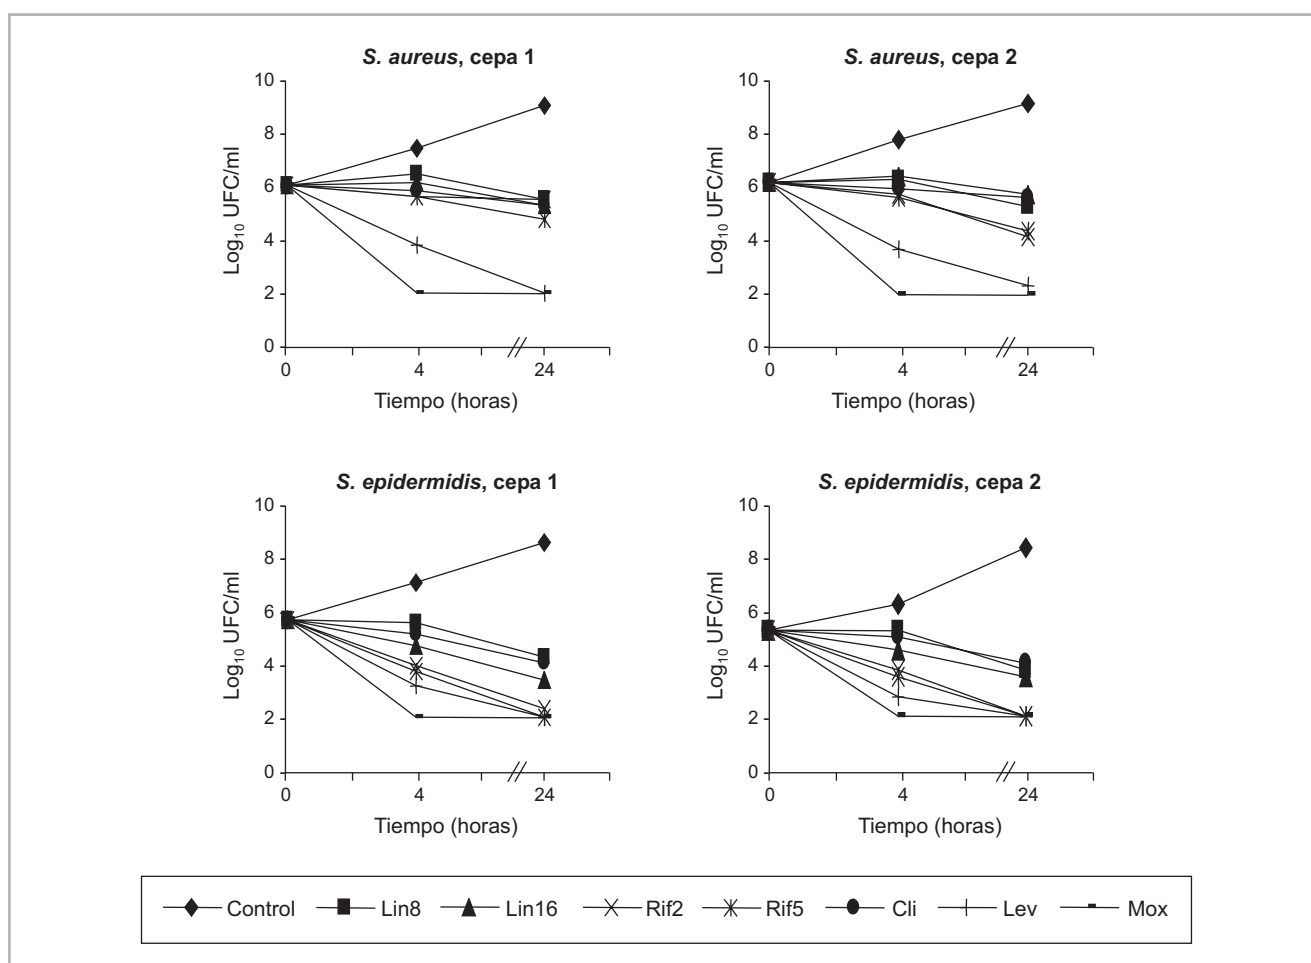 S. aureus, cepa 1
10
8
6
4
2
0
Log10 UFC/ml
0 4 24
Tiempo (horas)
S. aureus, cepa 2
10
8
6
4
2
0
Log10 UFC/ml
0 4 24
Tiempo (horas)
S. epidermidis, cepa 1
10
8
6
4
2
0
Log10 UFC/ml
0 4 24
Tiempo (horas)
S. epidermidis, cepa 2
10
8
6
4
2
0
Log10 UFC/ml
0 4 24
Tiempo (horas)
Control Lin8 Lin16 Rif2 Rif5 Cli Lev Mox